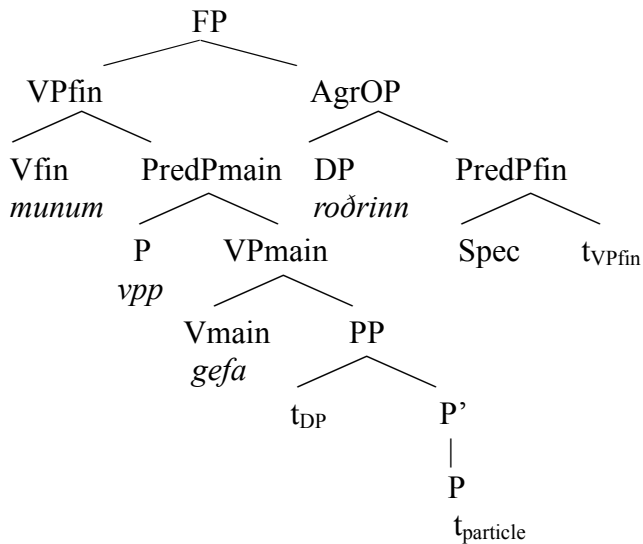 FP
VPfin AgrOP
Vfin PredPmain DP PredPfin
munum roðrinn
P VPmain Spec tVPfin
vpp
Vmain PP
gefa
tDP P’
P
tparticle